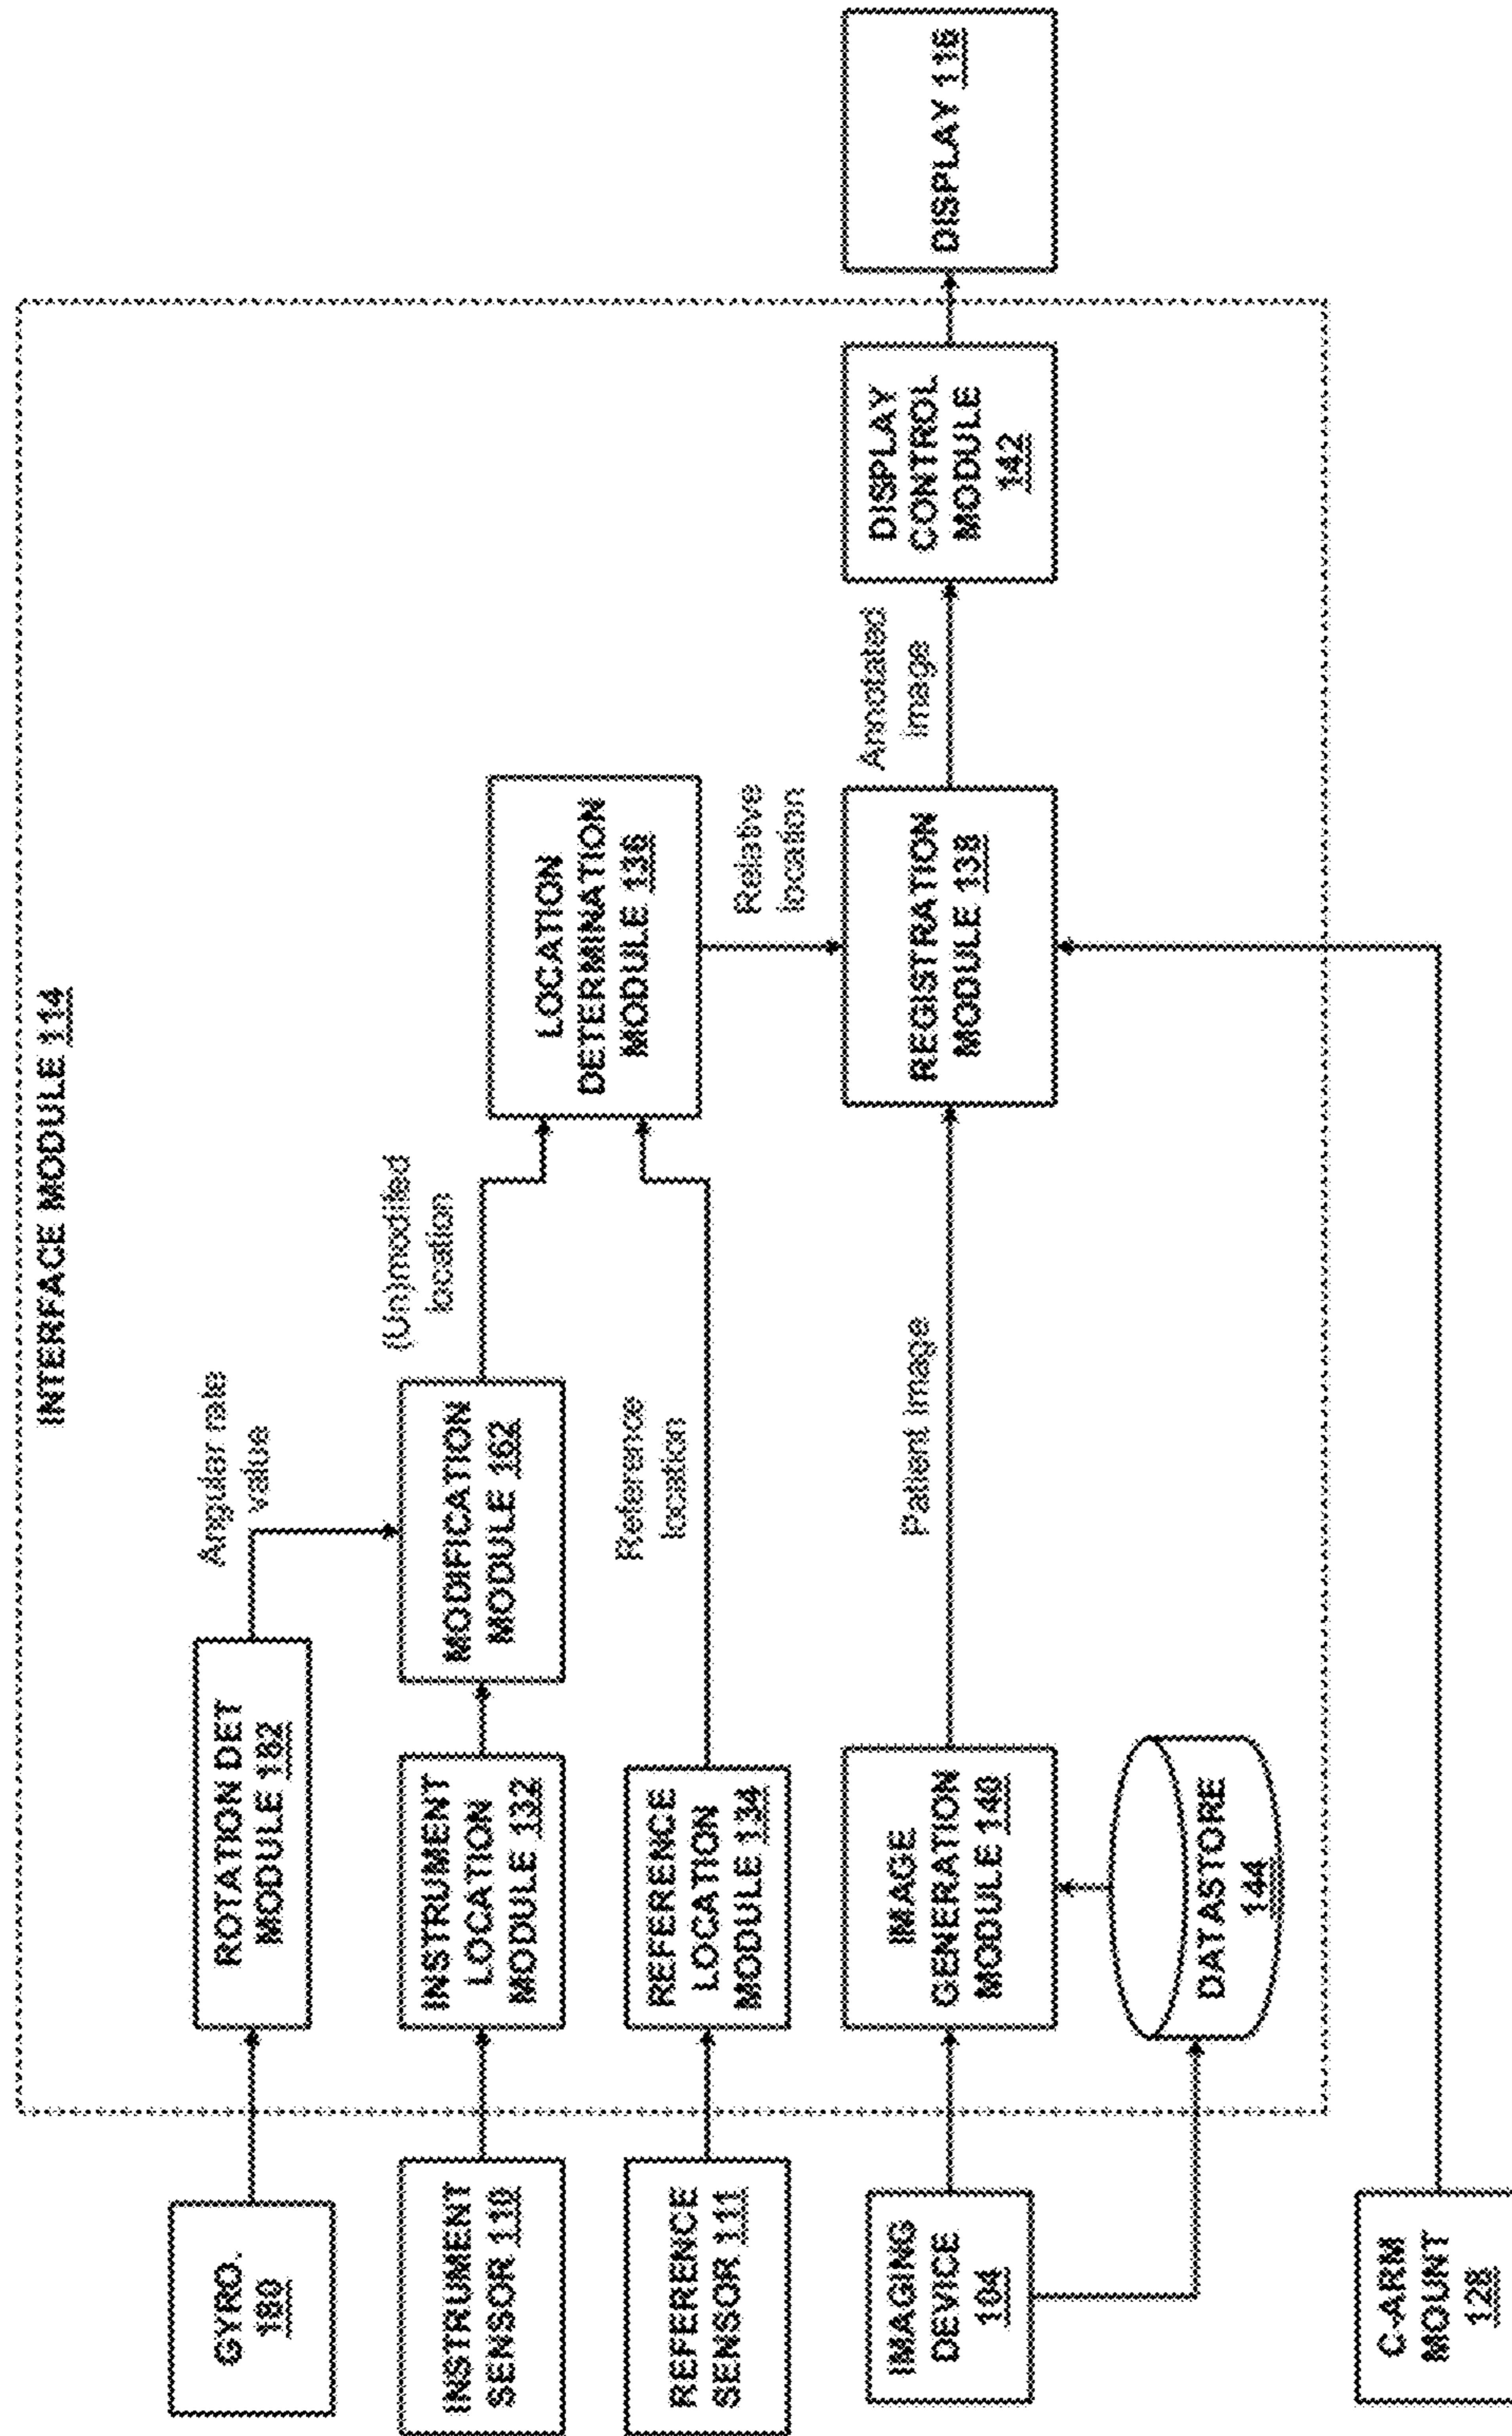 INTERFACE MODULE 114
GYRO.
180
ROTATION DET
MODULE 182
Angular rate
value
INSTRUMENT
SENSOR 110
INSTRUMENT
LOCATION
MODULE 132
MODIFICATION
MODULE 162
(Un)modifed
location
REFERENCE
SENSOR 111
REFERENCE
LOCATION
MODULE 134
Reference
location
LOCATION
DETERMINATION
MODULE 136
Relative
location
IMAGING
DEVICE
104
IMAGE
GENERATION
MODULE 140
Patient image
REGISTRATION
MODULE 138
Annotated
image
DISPLAY
CONTROL
MODULE
142
DISPLAY 116
DATASTORE
144
C-ARM
MOUNT
128